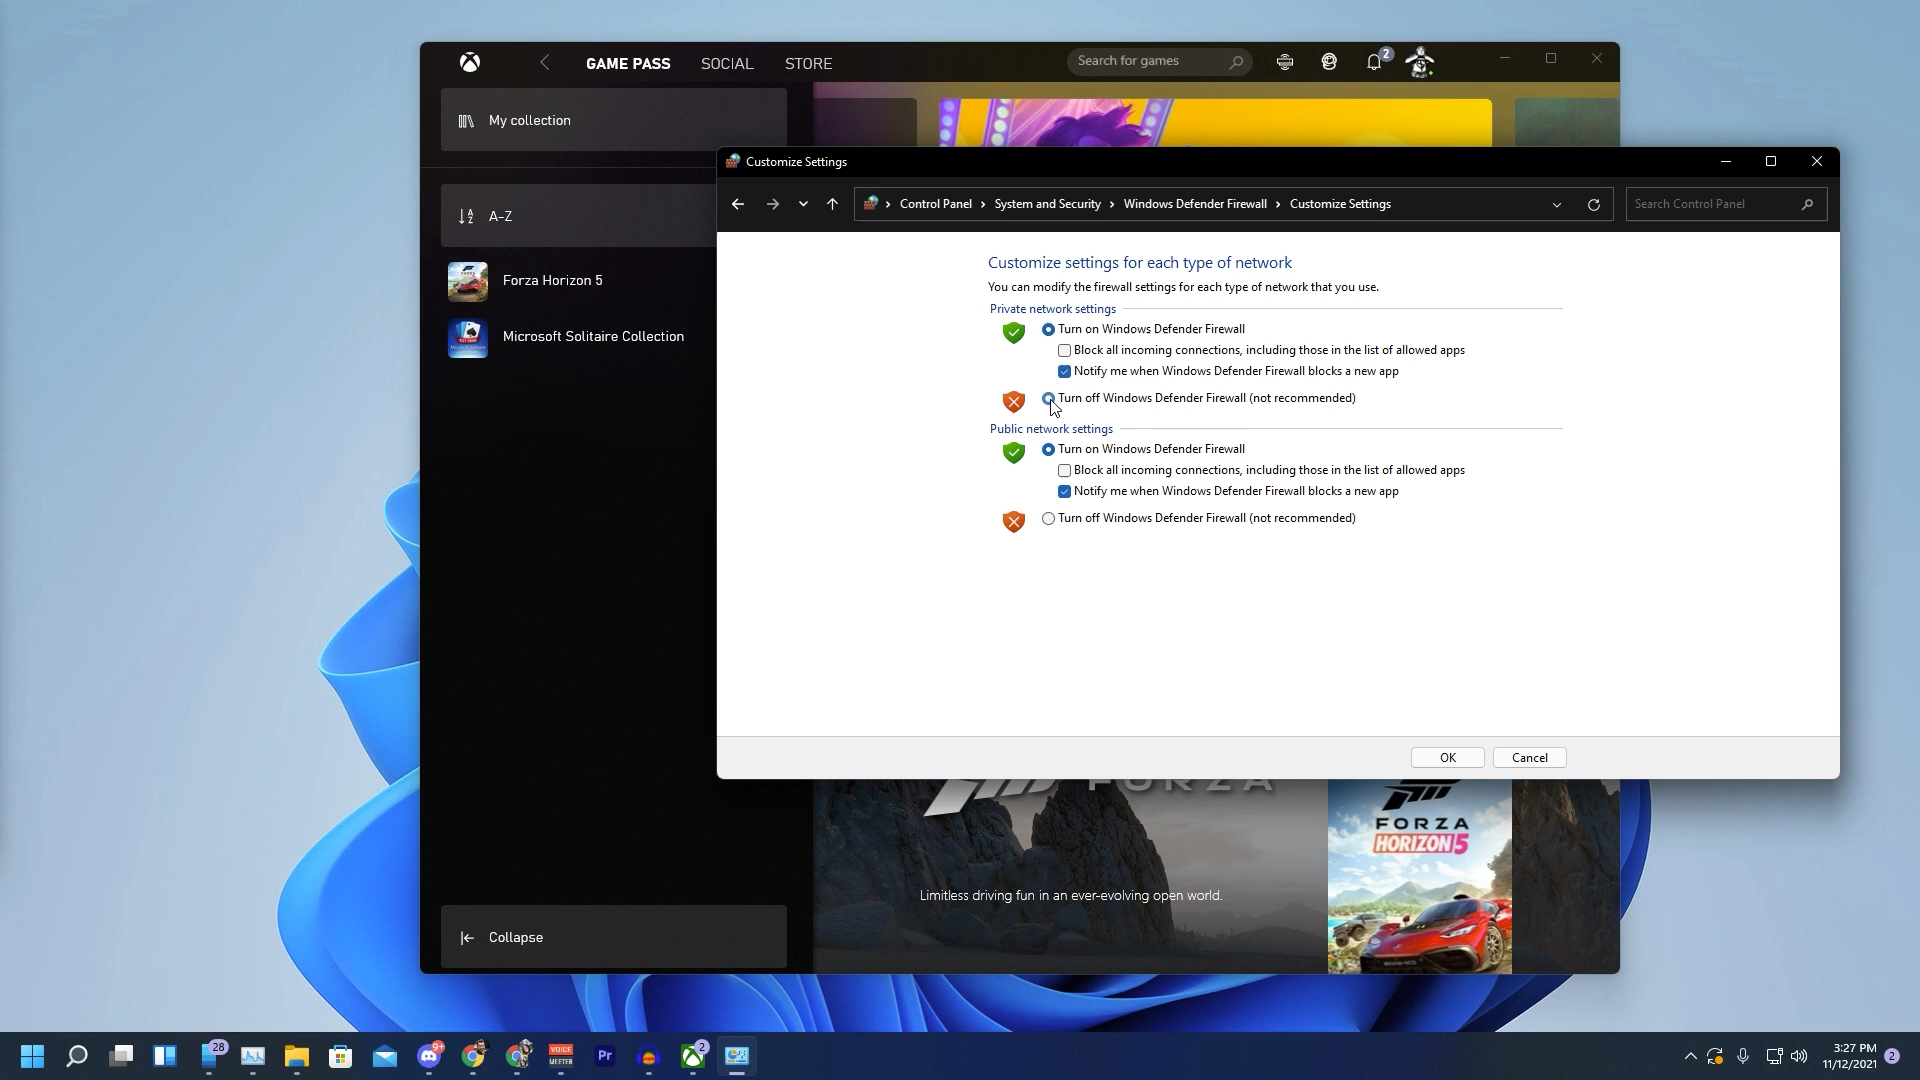 GAME PASS
SOCIAL
STORE
Search for games
2
My collection
A-Z
Forza Horizon 5
Microsoft Solitaire Collection
Collapse
Customize Settings
Control Panel
System and Security
Windows Defender Firewall
Customize Settings
Search Control Panel
Customize settings for each type of network
You can modify the firewall settings for each type of network that you use.
Private network settings
Turn on Windows Defender Firewall
Block all incoming connections, including those in the list of allowed apps
Notify me when Windows Defender Firewall blocks a new app
Turn off Windows Defender Firewall (not recommended)
Public network settings
Turn on Windows Defender Firewall
Block all incoming connections, including those in the list of allowed apps
Notify me when Windows Defender Firewall blocks a new app
Turn off Windows Defender Firewall (not recommended)
OK
Cancel
FORZA
Limitless driving fun in an ever-evolving open world.
FORZA
HORIZON 5
28
9+
VOICE
MEETER
Pr
2
3:27 PM
11/12/2021
2